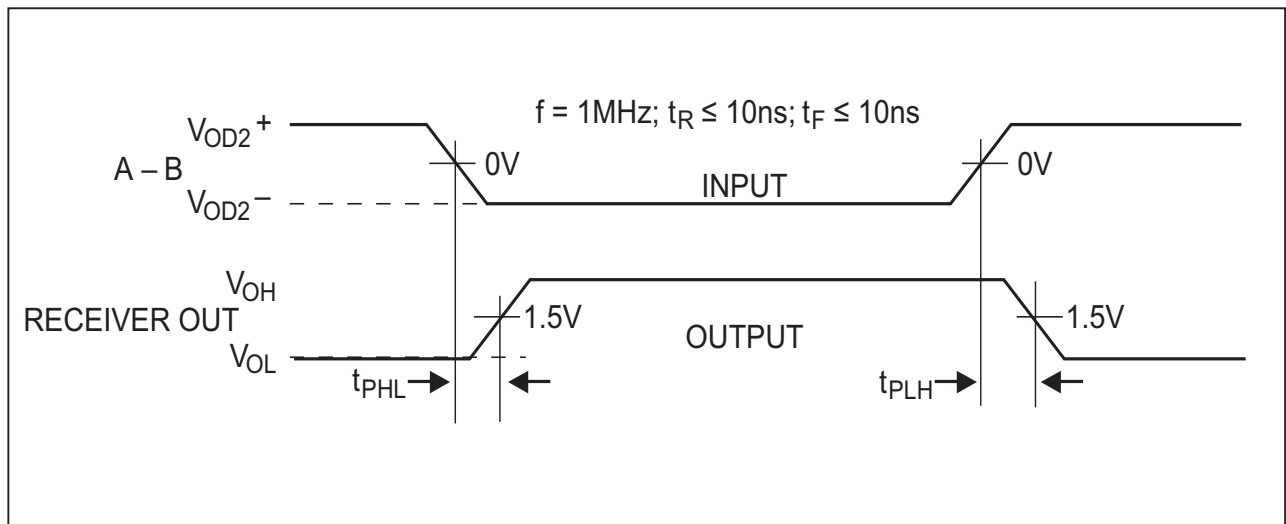 f = 1MHz; tR ≤ 10ns; tF ≤ 10ns
VOD2+
A – B
0V
0V
INPUT
VOD2–
VOH
RECEIVER OUT
1.5V
1.5V
OUTPUT
VOL
tPHL
tPLH